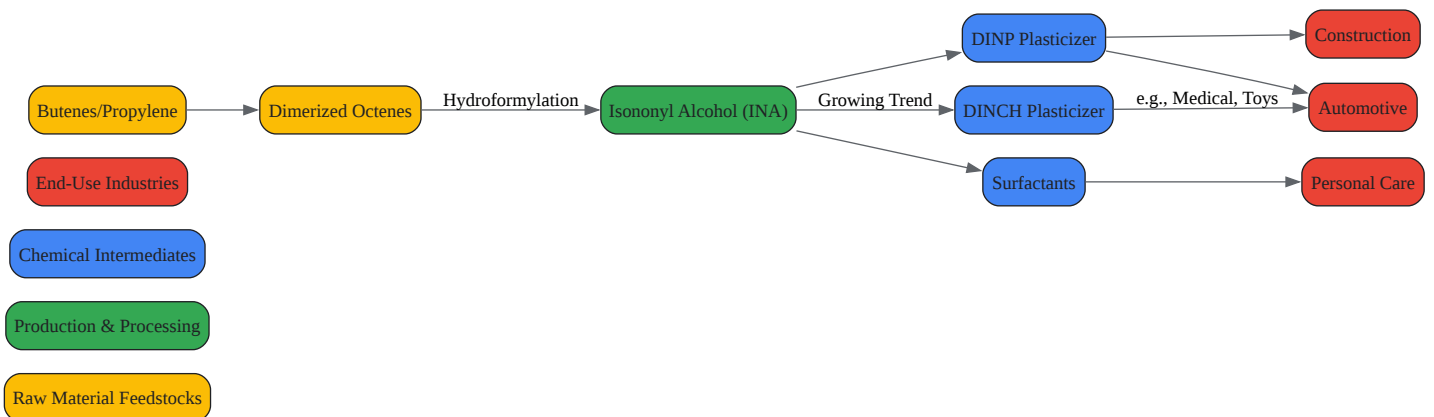 DINP Plasticizer
Construction
Butenes/Propylene
Dimerized Octenes
Hydroformylation
Isononyl Alcohol (INA)
Growing Trend
DINCH Plasticizer
e.g., Medical, Toys
Automotive
End-Use Industries
Surfactants
Personal Care
Chemical Intermediates
Production & Processing
Raw Material Feedstocks